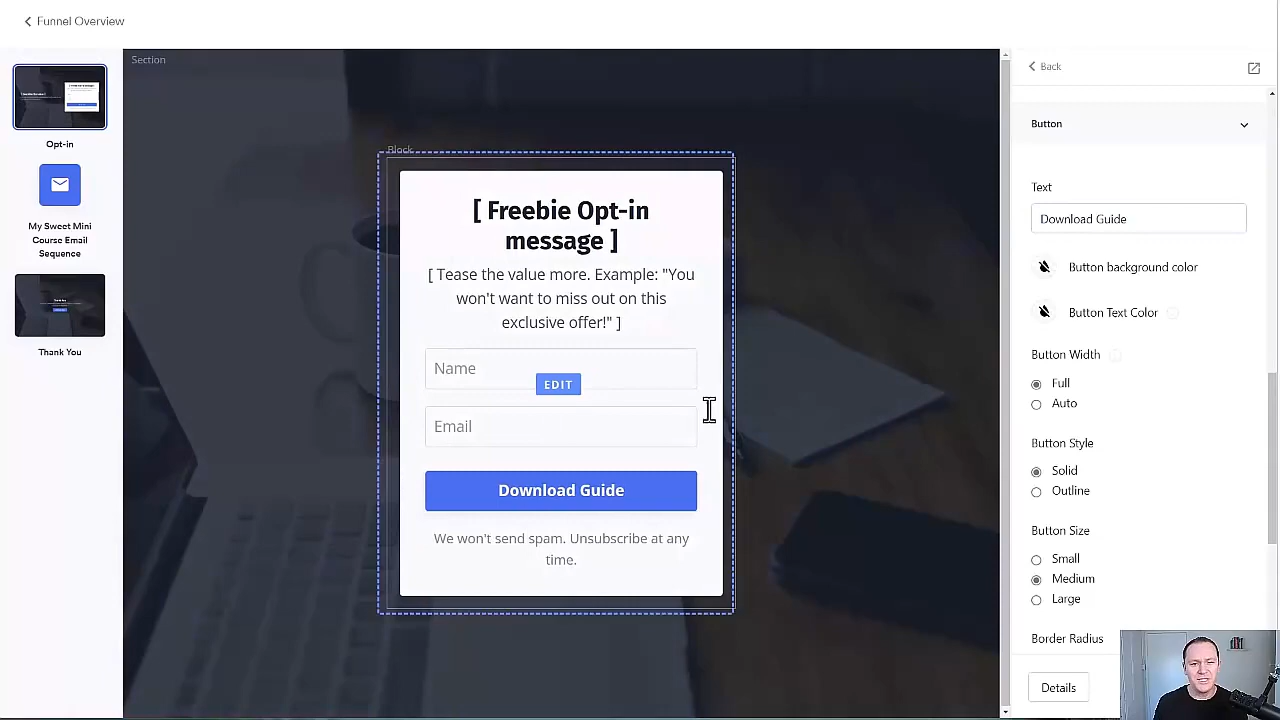 Funnel Overview
Opt-in
My Sweet Mini
Course Email
Sequence
Thank You
Section
Block
[ Freebie Opt-in
message ]
[ Tease the value more. Example: "You
won't want to miss out on this
exclusive offer!" ]
Name
EDIT
Email
Download Guide
We won't send spam. Unsubscribe at any
time.
Back
Button
Text
Download Guide
Button background color
Button Text Color
Button Width
Full
Auto
Button Style
Solid
Outline
Button Size
Small
Medium
Large
Border Radius
Details